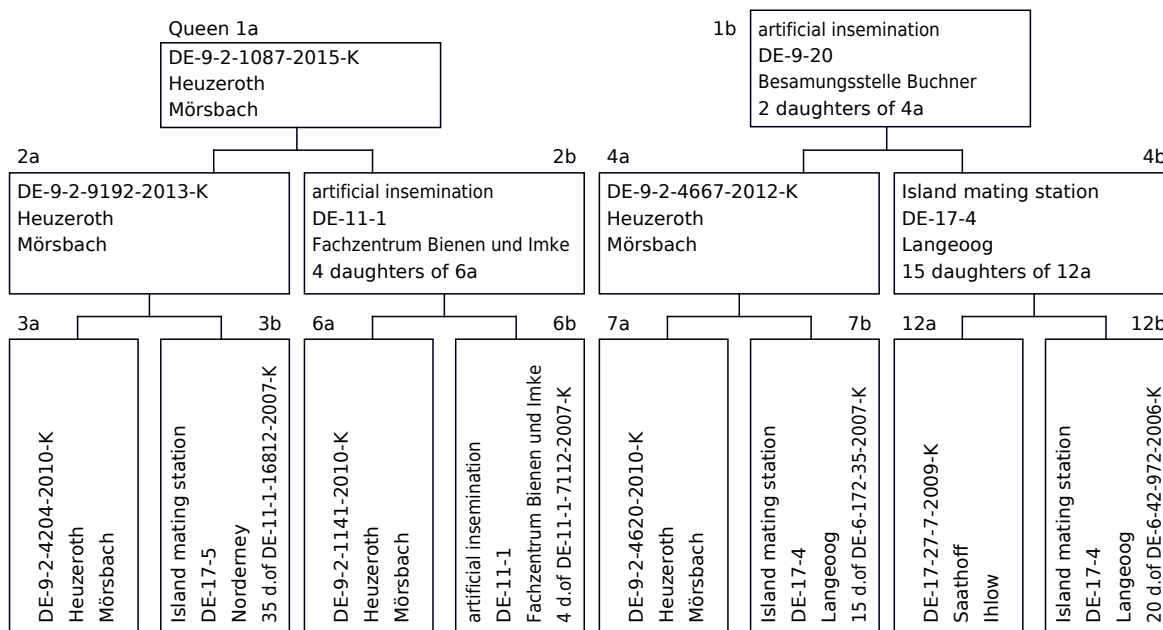 Queen 1a
DE-9-2-1087-2015-K
Heuzeroth
Mörsbach
1b
artificial insemination
DE-9-20
Besamungsstelle Buchner
2 daughters of 4a
2a
DE-9-2-9192-2013-K
Heuzeroth
Mörsbach
2b
artificial insemination
DE-11-1
Fachzentrum Bienen und Imke
4 daughters of 6a
4a
DE-9-2-4667-2012-K
Heuzeroth
Mörsbach
4b
Island mating station
DE-17-4
Langeoog
15 daughters of 12a
3a
DE-9-2-4204-2010-K
Heuzeroth
Mörsbach
3b
Island mating station
DE-17-5
Norderney
35 d.of DE-11-1-16812-2007-K
6a
DE-9-2-1141-2010-K
Heuzeroth
Mörsbach
6b
artificial insemination
DE-11-1
Fachzentrum Bienen und Imke
4 d.of DE-11-1-7112-2007-K
7a
DE-9-2-4620-2010-K
Heuzeroth
Mörsbach
7b
Island mating station
DE-17-4
Langeoog
15 d.of DE-6-172-35-2007-K
12a
DE-17-27-7-2009-K
Saathoff
Ihlow
12b
Island mating station
DE-17-4
Langeoog
20 d.of DE-6-42-972-2006-K